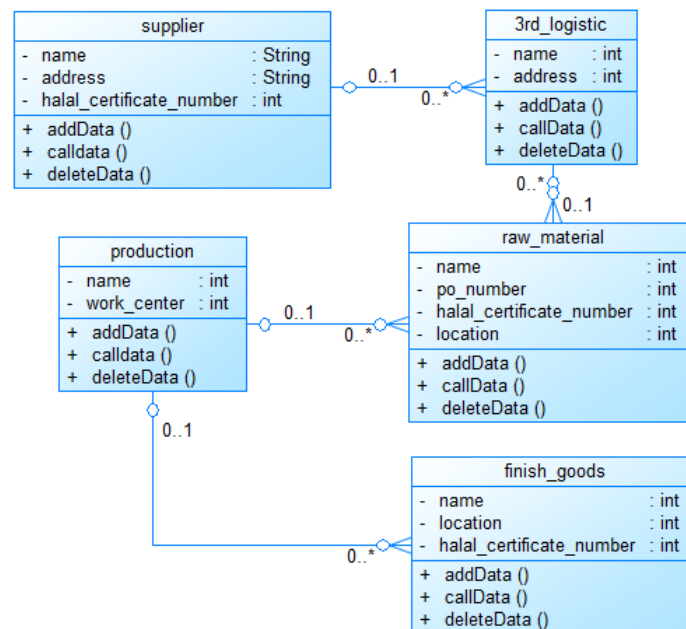 supplier
- name : String
- address : String
- halal_certificate_number : int
+ addData ()
+ calldata ()
+ deleteData ()
0..1
0..*
3rd_logistic
- name : int
- address : int
+ addData ()
+ callData ()
+ deleteData ()
0..*
0..1
raw_material
- name : int
- po_number : int
- halal_certificate_number : int
- location : int
+ addData ()
+ callData ()
+ deleteData ()
production
- name : int
- work_center : int
+ addData ()
+ calldata ()
+ deleteData ()
0..1
0..*
0..1
0..*
finish_goods
- name : int
- location : int
- halal_certificate_number : int
+ addData ()
+ callData ()
+ deleteData ()